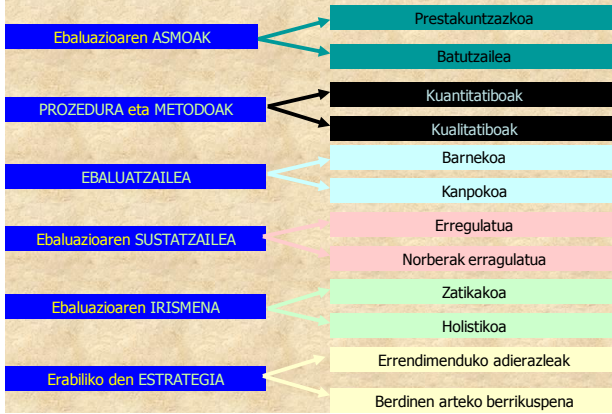 Ebaluazioaren ASMOAK
Prestakuntzazkoa
Batutzailea
PROZEDURA eta METODOAK
Kuantitatiboak
Kualitatiboak
EBALUATZAILEA
Barnekoa
Kanpokoa
Ebaluazioaren SUSTATZAILEA
Erregulatua
Norberak erragulatua
Ebaluazioaren IRISMENA
Zatikakoa
Holistikoa
Erabiliko den ESTRATEGIA
Errendimenduko adierazleak
Berdinen arteko berrikuspena